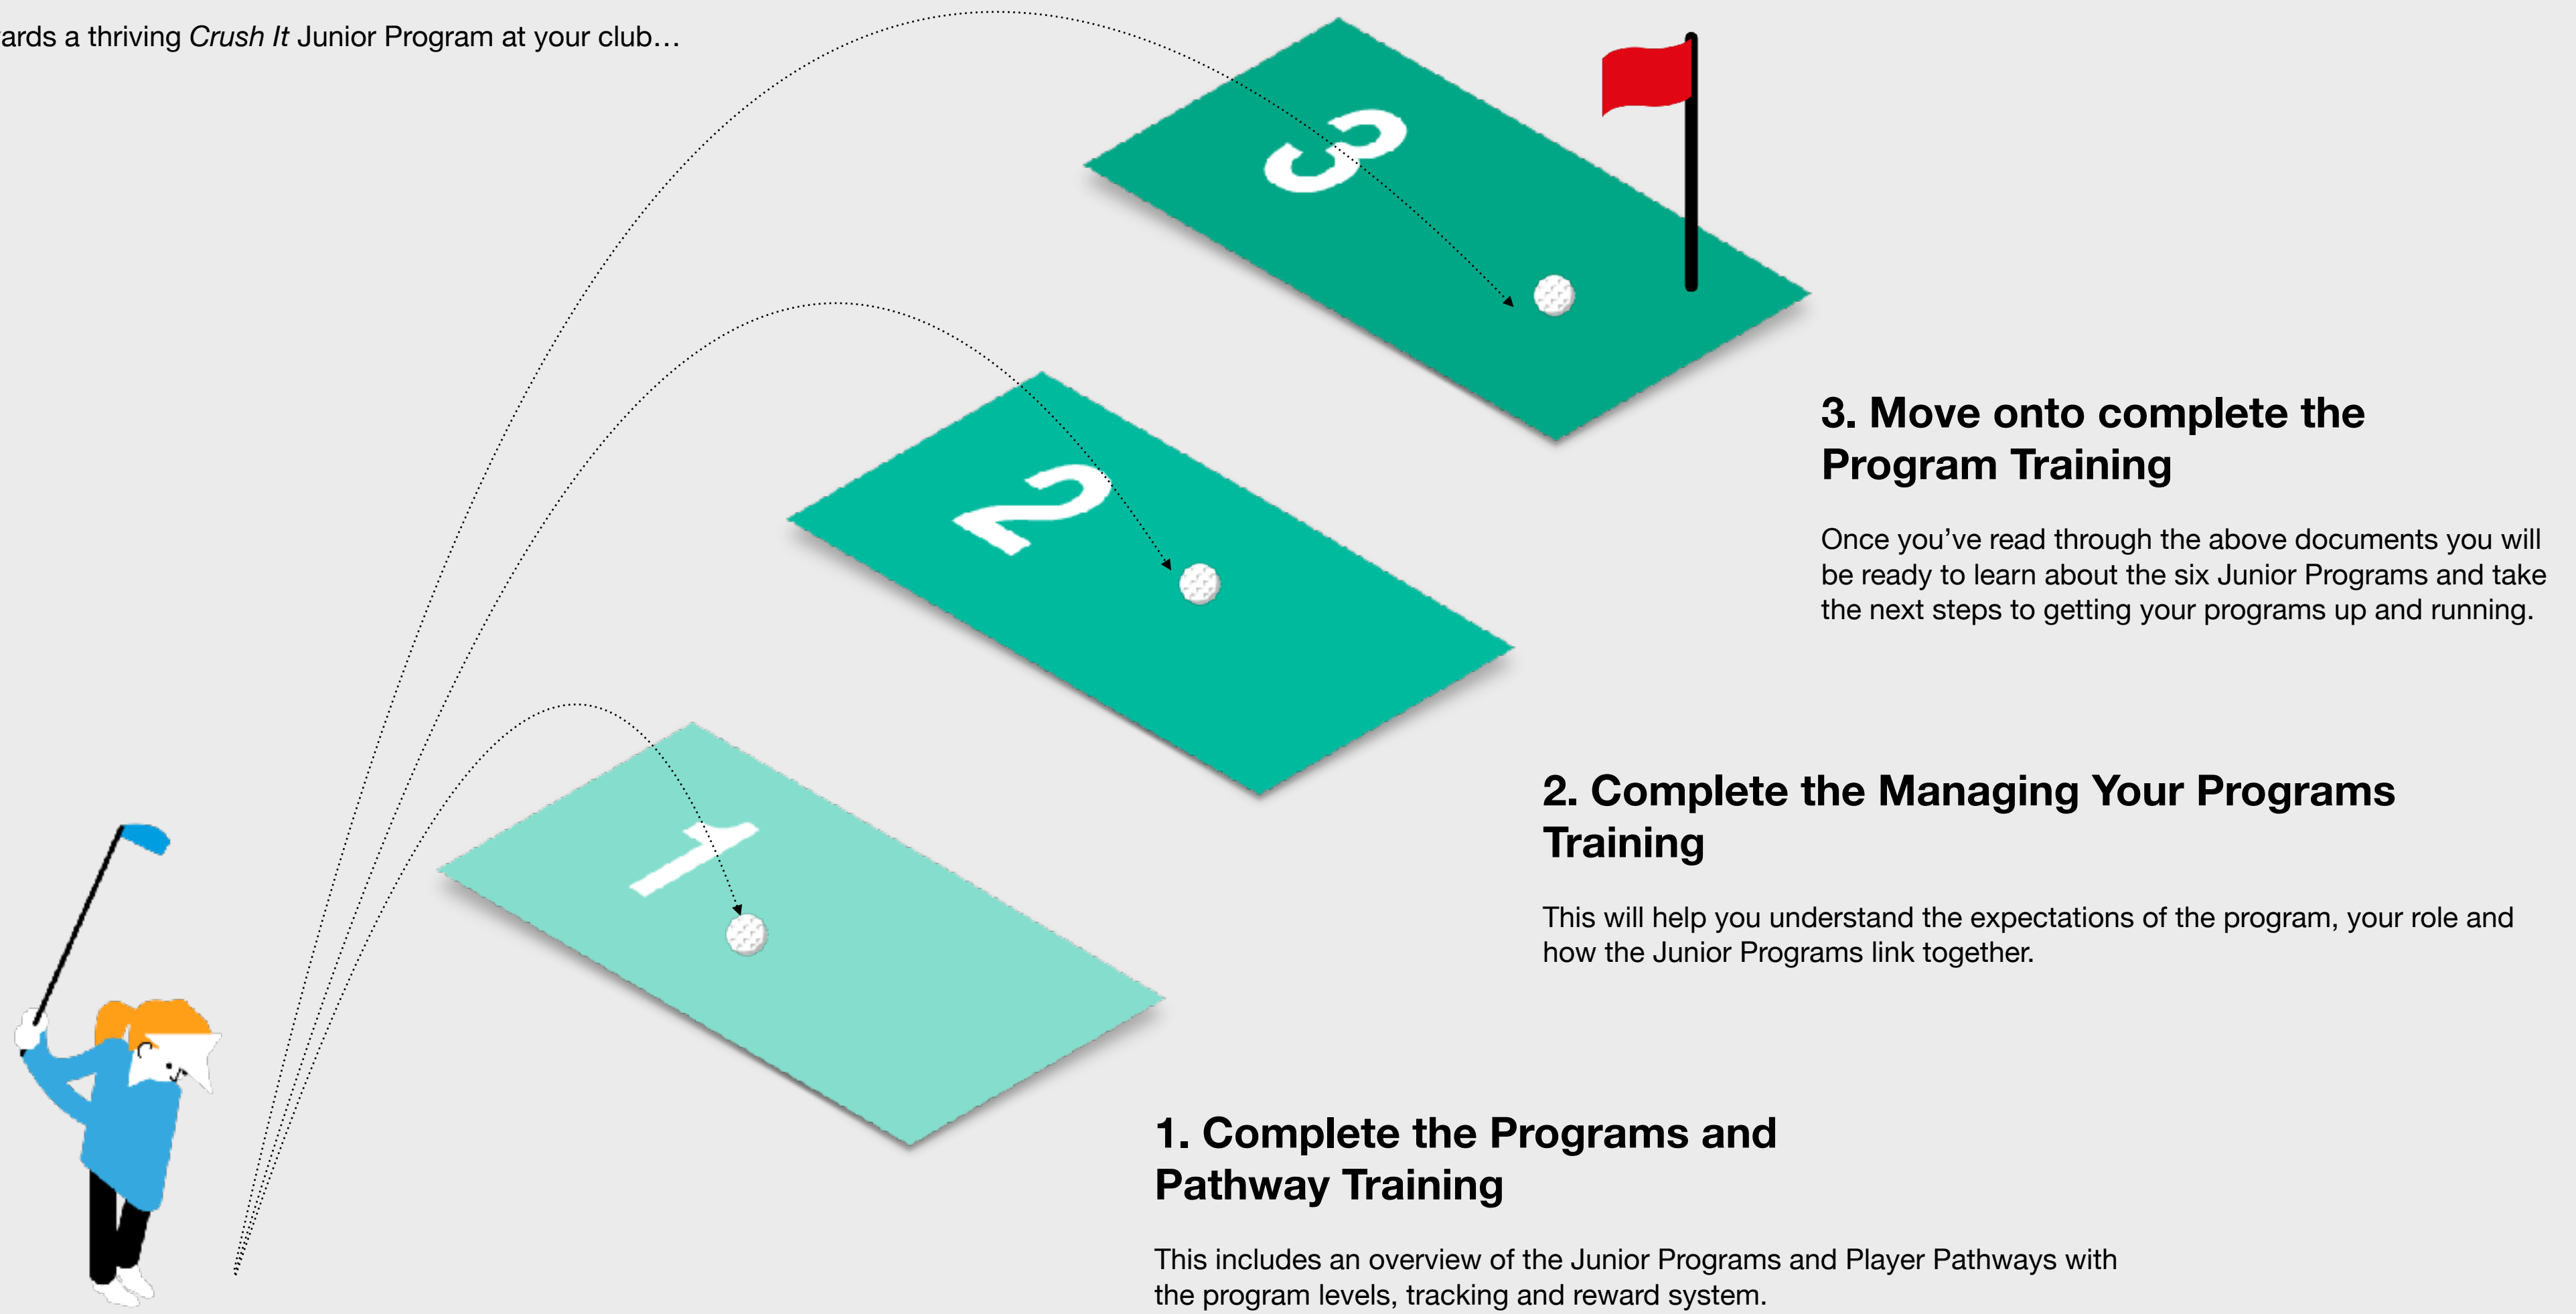 a thriving Crush It Junior Program at your club…
3
2
1
3. Move onto complete the
Program Training
Once you’ve read through the above documents you will
be ready to learn about the six Junior Programs and take
the next steps to getting your programs up and running.
2. Complete the Managing Your Programs
Training
This will help you understand the expectations of the program, your role and
how the Junior Programs link together.
1. Complete the Programs and
Pathway Training
This includes an overview of the Junior Programs and Player Pathways with
the program levels, tracking and reward system.